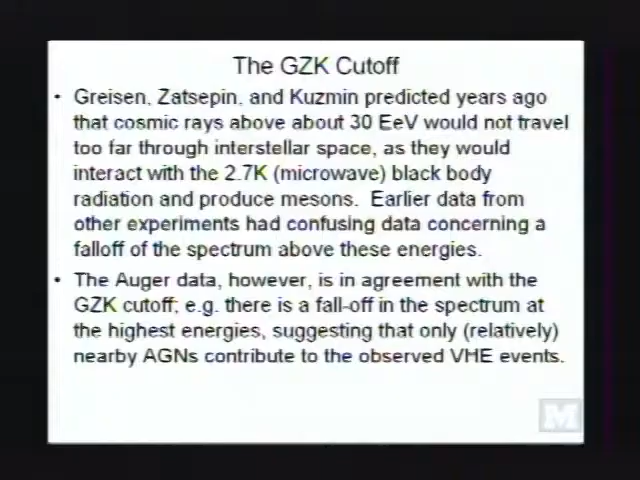 The GZK Cutoff
• Greisen, Zatsepin, and Kuzmin predicted years ago
that cosmic rays above about 30 EeV would not travel
too far through interstellar space, as they would
interact with the 2.7K (microwave) black body
radiation and produce mesons. Earlier data from
other experiments had confusing data concerning a
falloff of the spectrum above these energies.
• The Auger data, however, is in agreement with the
GZK cutoff; e.g. there is a fall-off in the spectrum at
the highest energies, suggesting that only (relatively)
nearby AGNs contribute to the observed VHE events.
M